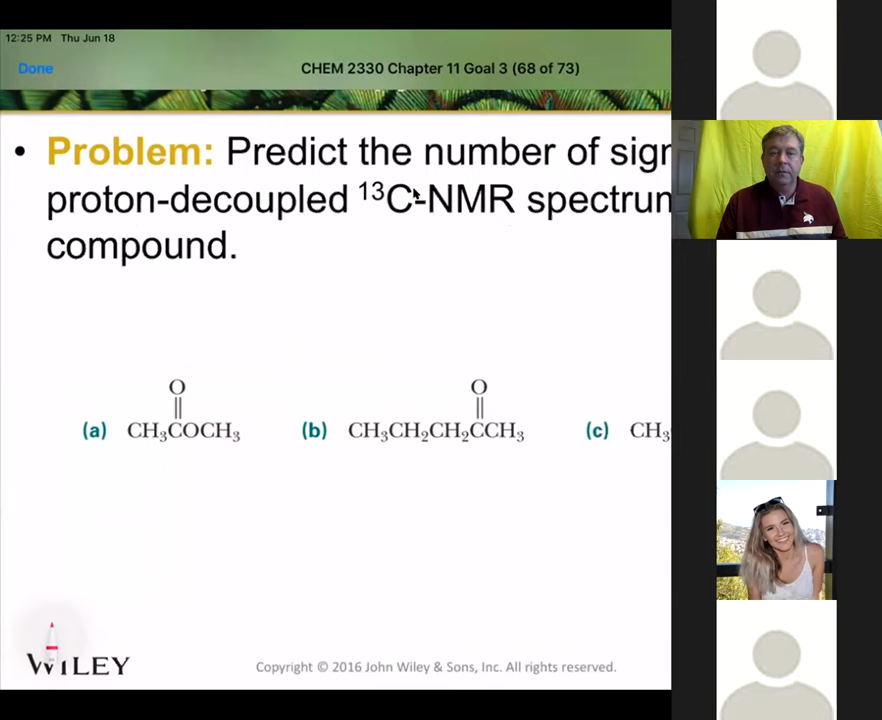 12:25 PM Thu Jun 18
Done
CHEM 2330 Chapter 11 Goal 3 (68 of 73)
• Problem: Predict the number of
proton-decoupled ¹³C-NMR
compound.
O
O
(a) CH₃COCH₃ (b) CH₃CH₂CH₂CCH₃ (c) CH₃
WILEY
Copyright © 2016 John Wiley & Sons, Inc. All rights reserved.